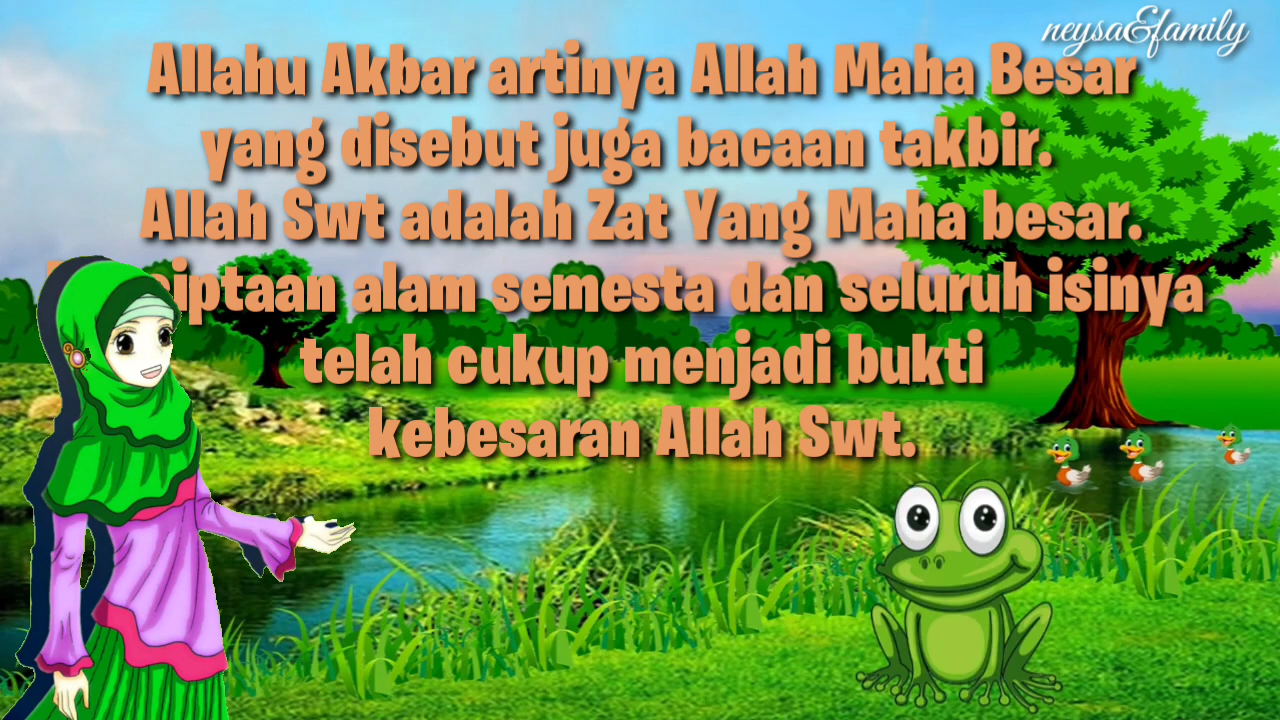 neysa&family
Allahu Akbar artinya Allah Maha Besar
yang disebut juga bacaan takbir.
Allah Swt adalah Zat Yang Maha besar.
alam semesta dan seluruh isinya
telah cukup menjadi bukti
kebesaran Allah Swt.